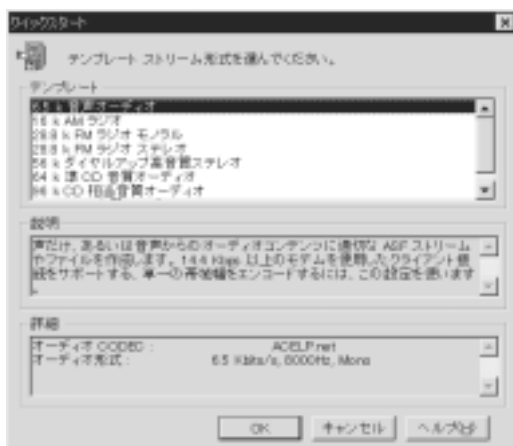 クイックスタート
テンプレート ストリーム形式を選んでください。
テンプレート
6.5 k 音声オーディオ
16 k AM ラジオ
28.8 k FM ラジオ モノラル
28.8 k FM ラジオ ステレオ
56 k ダイヤルアップ高音質ステレオ
64 k 準 CD 音質オーディオ
96 k CD 相当音質オーディオ
説明
声だけ、あるいは音声からのオーディオコンテンツに適切な ASF ストリーム
やファイルを作成します。14.4 Kbps 以上のモデムを使用したクライアント接
続をサポートする、単一の帯域幅をエンコードするには、この設定を使います
。
詳細
オーディオ CODEC : ACELP.net
オーディオ形式 : 6.5 Kbits/s, 8000Hz, Mono
OK キャンセル ヘルプ(H)